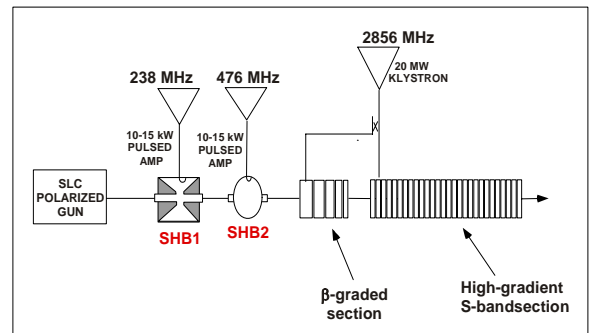 2856 MHz
238 MHz
476 MHz
20 MW
KLYSTRON
10-15 kW
PULSED
AMP
10-15 kW
PULSED
AMP
SLC
POLARIZED
GUN
SHB1
SHB2
β-graded
section
High-gradient
S-bandsection